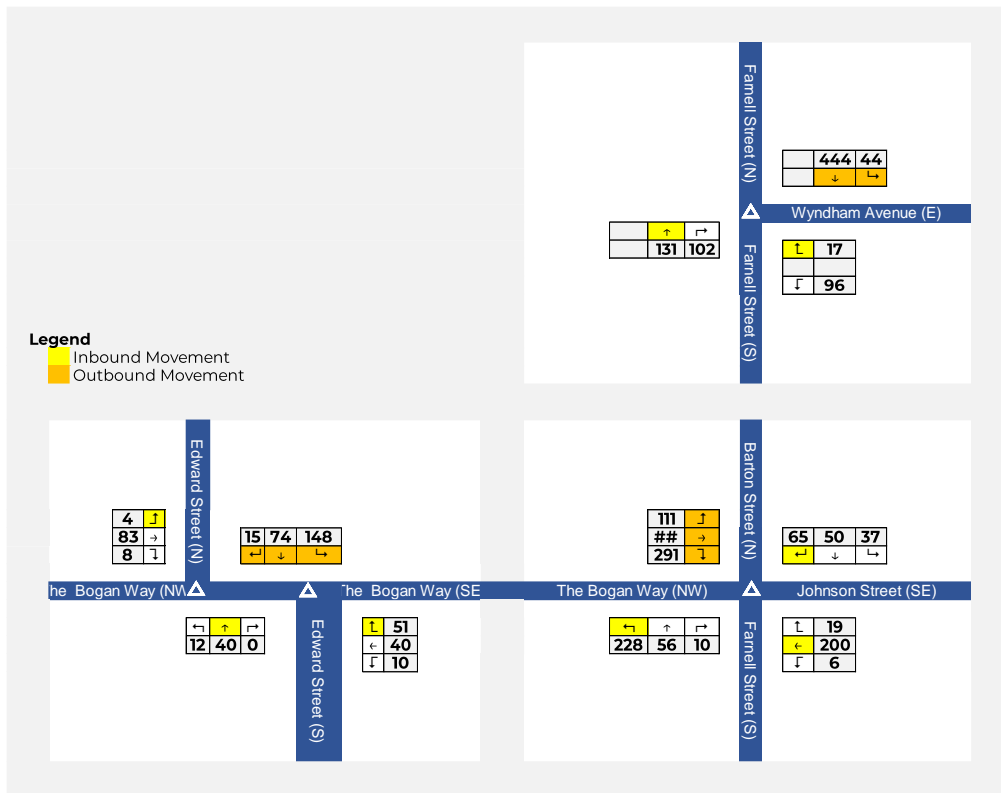 Farnell Street (N)
444 44
↓ ↳
Wyndham Avenue (E)
↑ ↱
131 102
↰ 17
↲ 96
Farnell Street (S)
Legend
Inbound Movement
Outbound Movement
Edward Street (N)
4 ⮥
83 →
8 ⮧
15 74 148
↵ ↓ ↳
he Bogan Way (NW
he Bogan Way (SE
↰ ↑ ↱
12 40 0
↰ 51
← 40
↲ 10
Edward Street (S)
Barton Street (N)
111 ⮥
## →
291 ⮧
65 50 37
↵ ↓ ↳
The Bogan Way (NW)
Johnson Street (SE)
↰ ↑ ↱
228 56 10
↰ 19
← 200
↲ 6
Farnell Street (S)